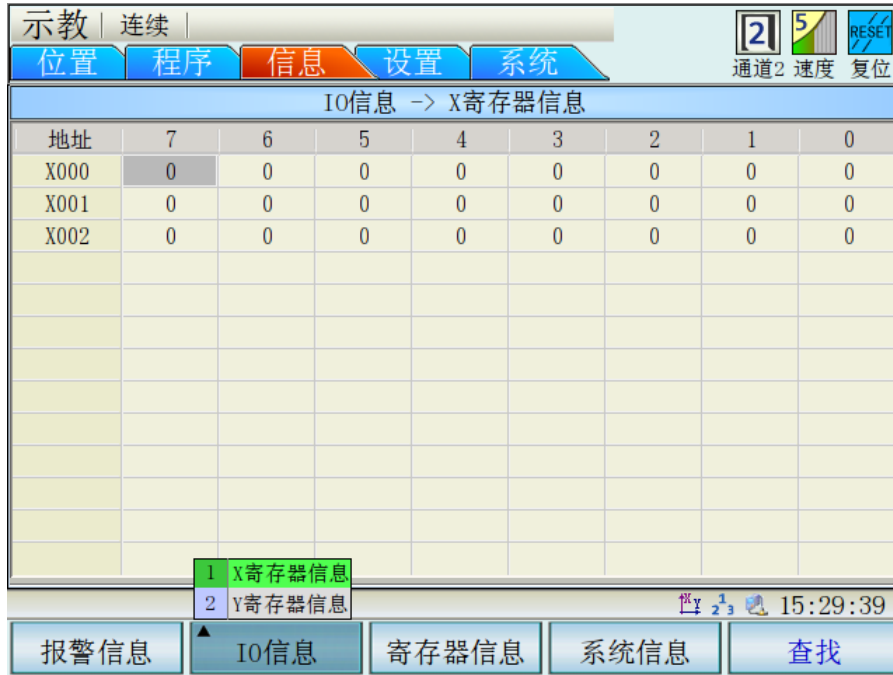 示教 连续
2 5 RESET
通道2 速度 复位
位置 程序 信息 设置 系统
IO信息 -> X寄存器信息
地址 7 6 5 4 3 2 1 0
X000 0 0 0 0 0 0 0 0
X001 0 0 0 0 0 0 0 0
X002 0 0 0 0 0 0 0 0
1 X寄存器信息
2 Y寄存器信息
X Y 2 1 3 15:29:39
报警信息 IO信息 寄存器信息 系统信息 查找